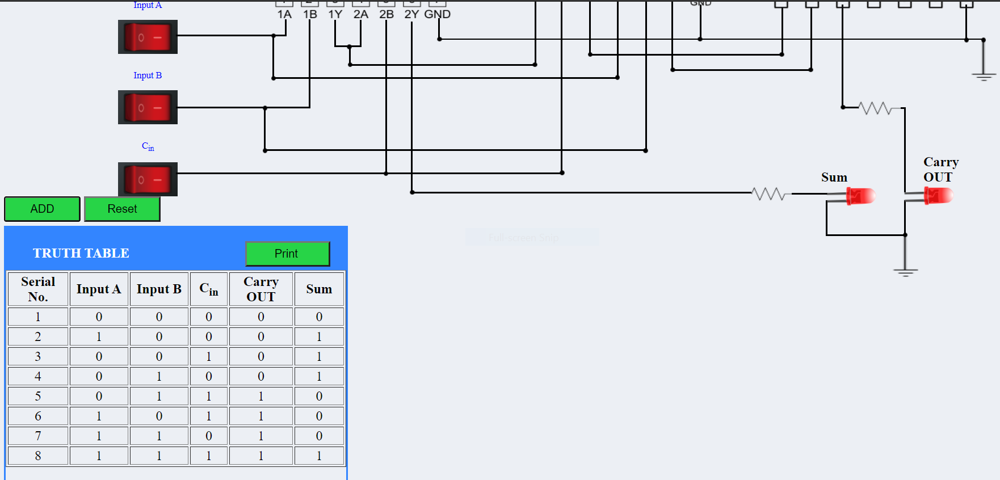 Input A
1A 1B 1Y 2A 2B 2Y GND
GND
Input B
Cin
Carry
OUT
Sum
ADD Reset
Full-screen Snip
TRUTH TABLE Print
Serial No. Input A Input B Cin Carry OUT Sum
1 0 0 0 0 0
2 1 0 0 0 1
3 0 0 1 0 1
4 0 1 0 0 1
5 0 1 1 1 0
6 1 0 1 1 0
7 1 1 0 1 0
8 1 1 1 1 1